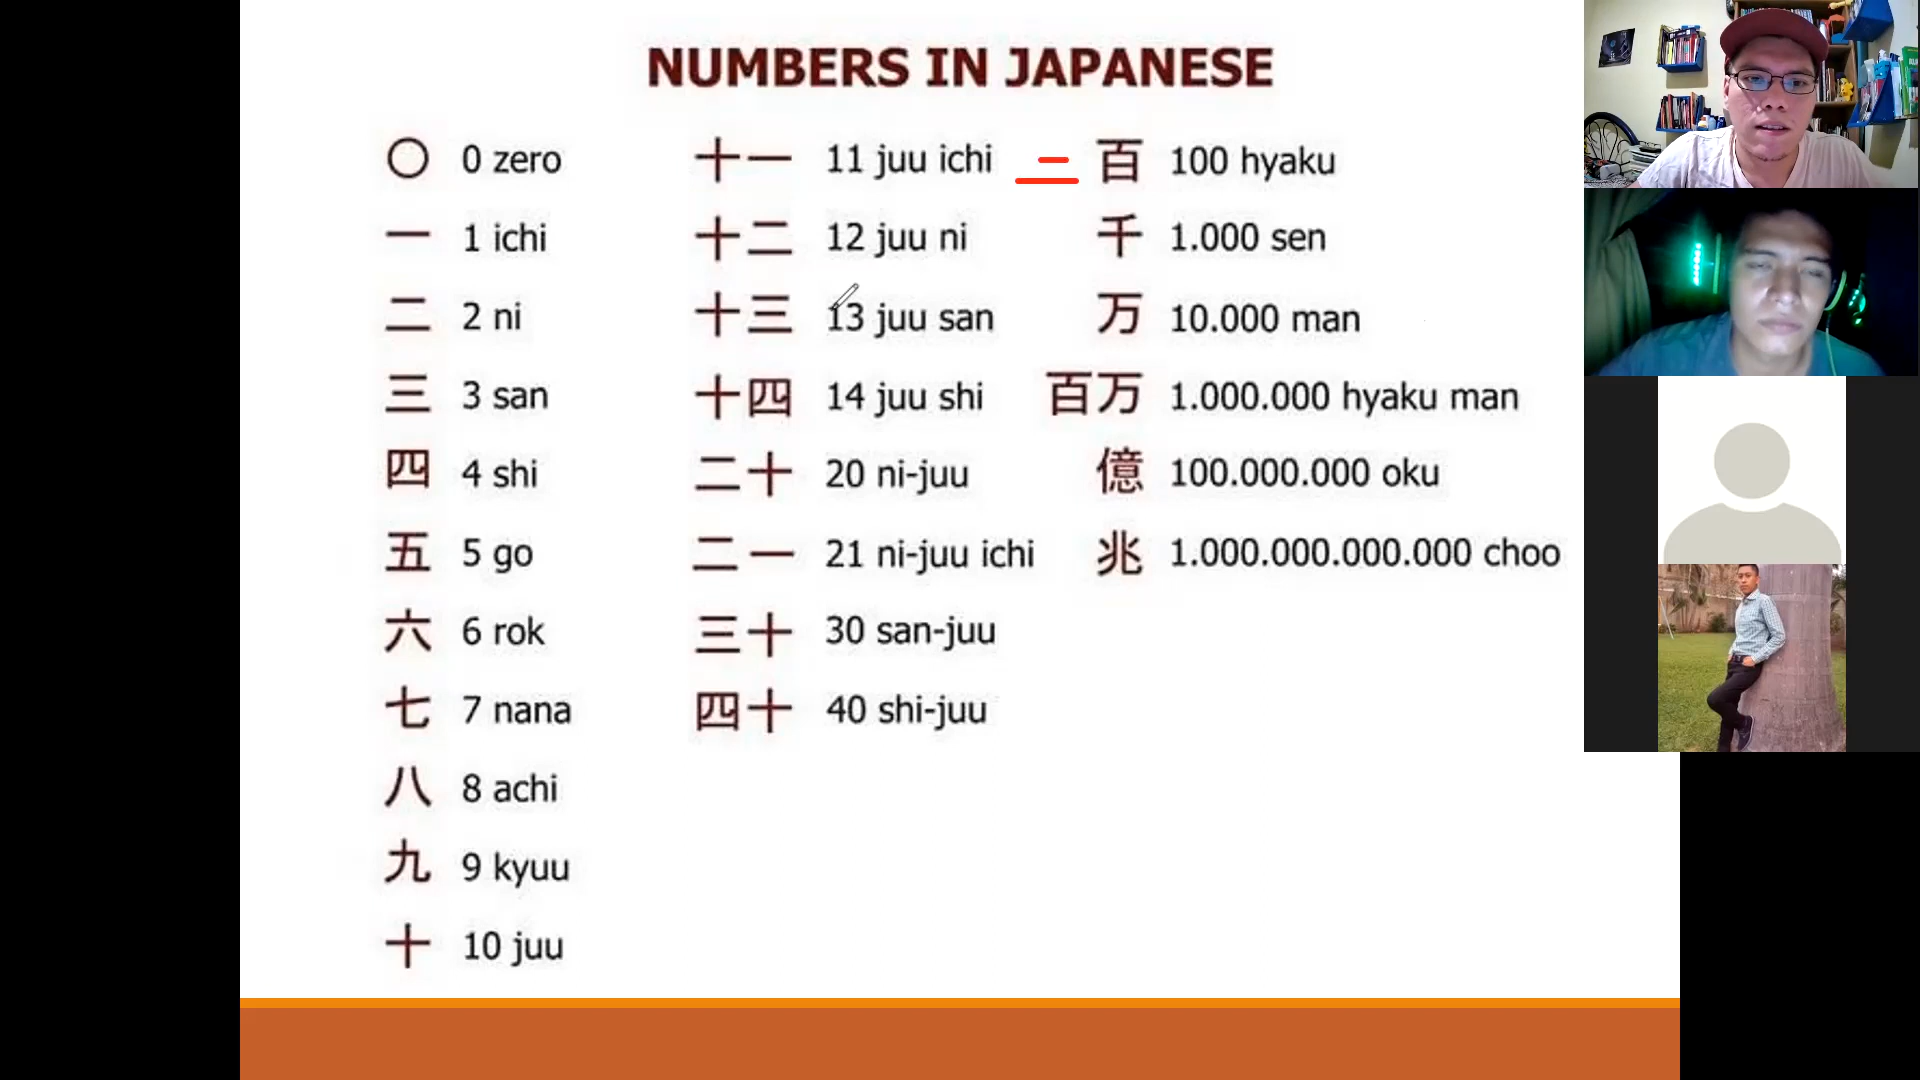 NUMBERS IN JAPANESE
〇 0 zero
一 1 ichi
二 2 ni
三 3 san
四 4 shi
五 5 go
六 6 rok
七 7 nana
八 8 achi
九 9 kyuu
十 10 juu
十一 11 juu ichi
十二 12 juu ni
十三 13 juu san
十四 14 juu shi
二十 20 ni-juu
二一 21 ni-juu ichi
三十 30 san-juu
四十 40 shi-juu
二百 100 hyaku
千 1.000 sen
万 10.000 man
百万 1.000.000 hyaku man
億 100.000.000 oku
兆 1.000.000.000.000 choo